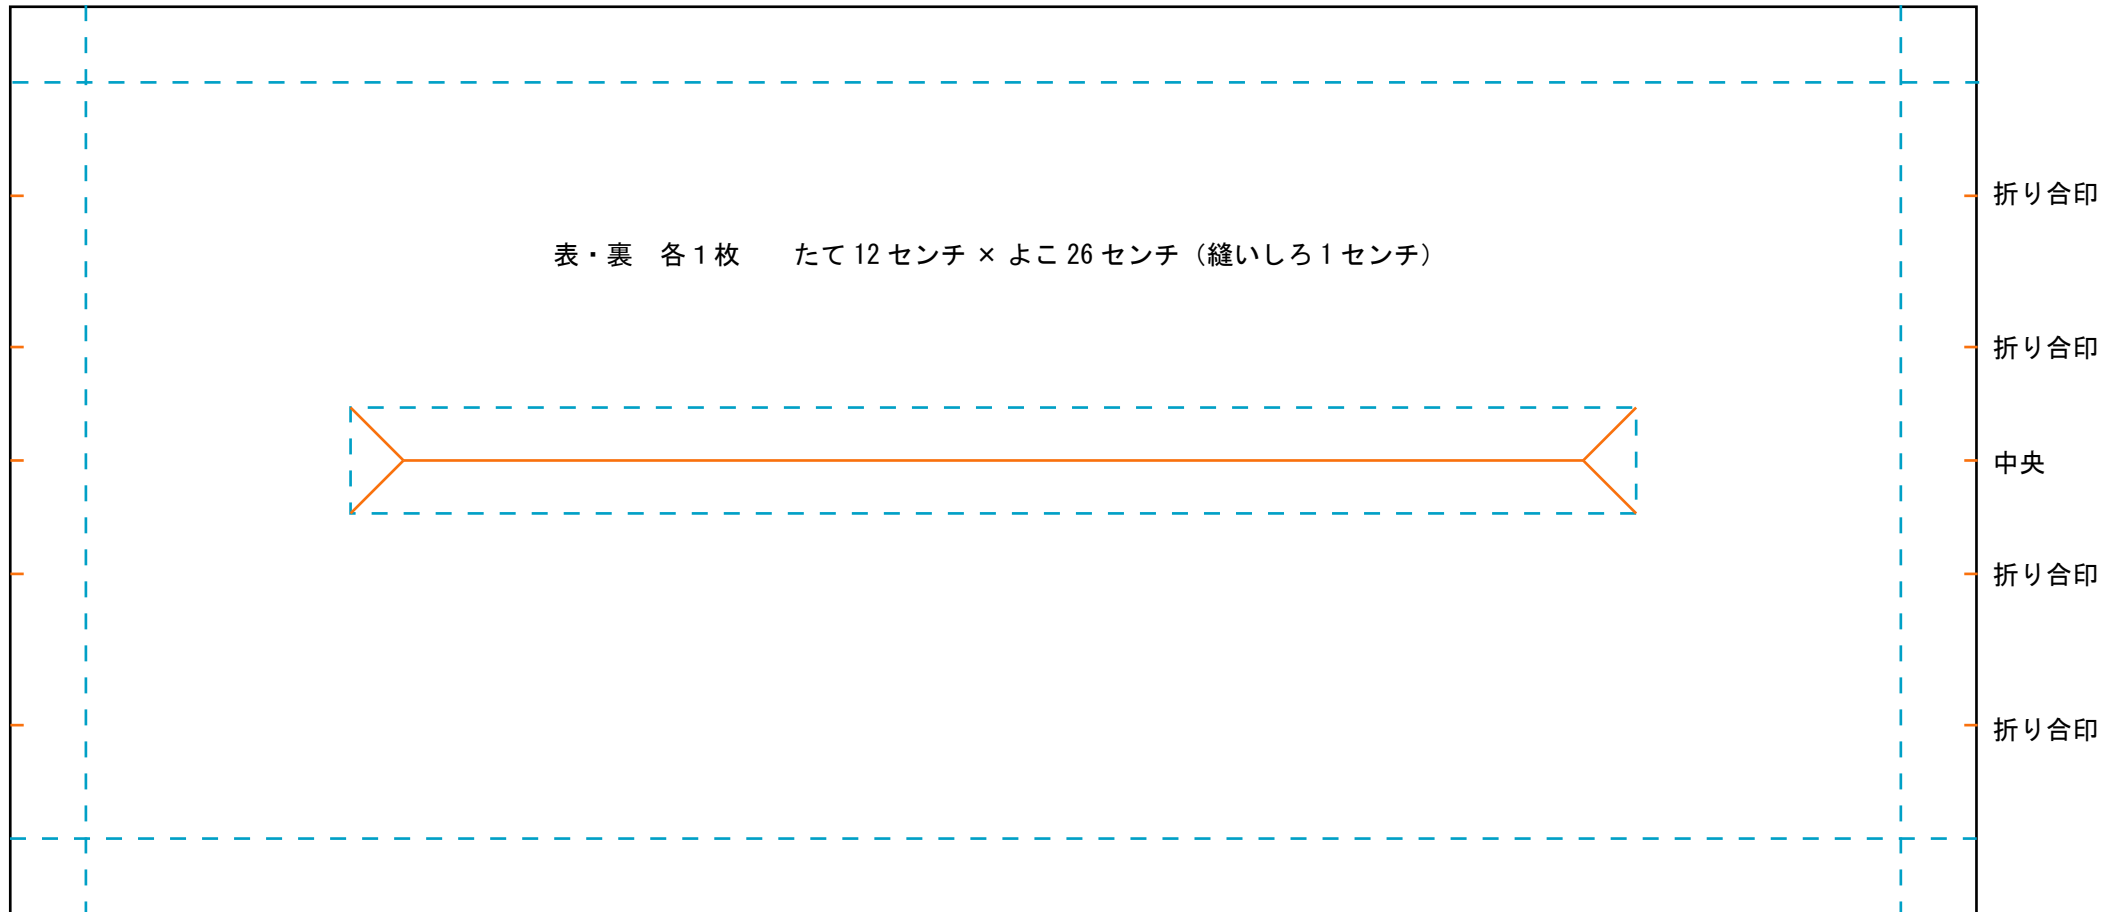 折り合印
表・裏　各１枚　　たて 12 センチ × よこ 26 センチ（縫いしろ 1 センチ）
折り合印
中央
折り合印
折り合印